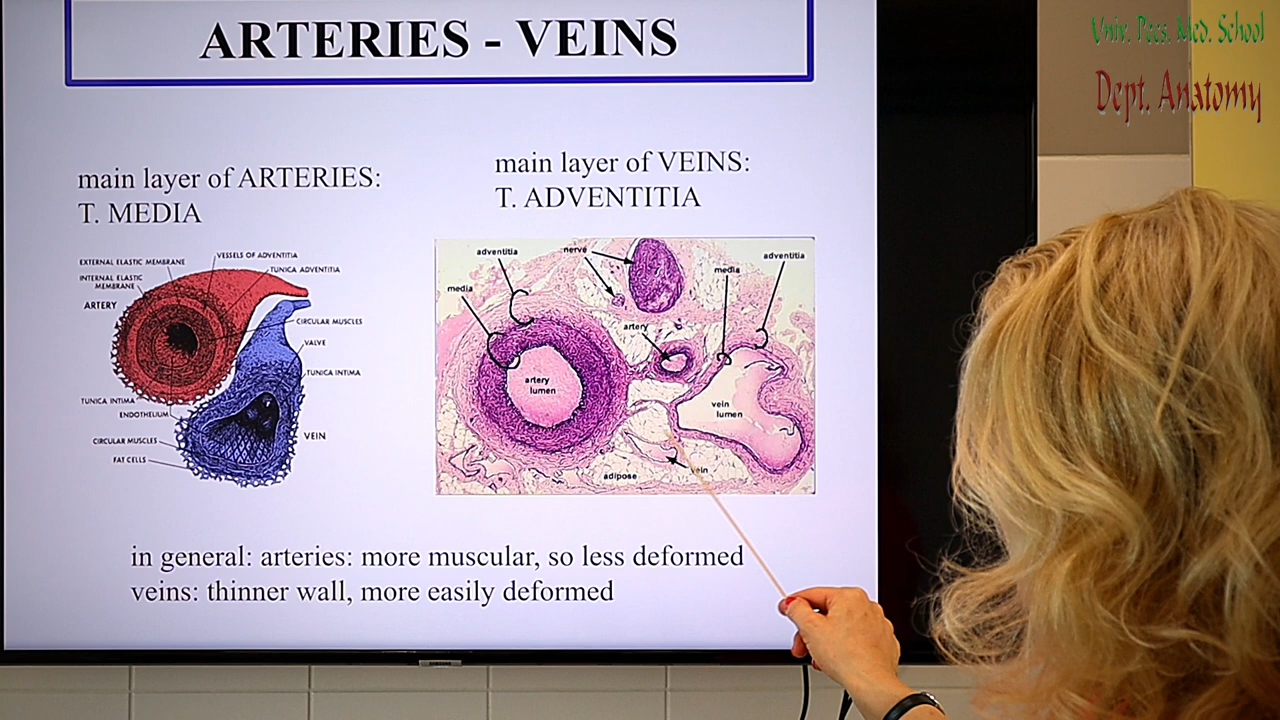 ARTERIES - VEINS
Univ. Pecs. Med. School
Dept. Anatomy
main layer of ARTERIES:
T. MEDIA
main layer of VEINS:
T. ADVENTITIA
VESSELS OF ADVENTITIA
EXTERNAL ELASTIC MEMBRANE
TUNICA ADVENTITIA
INTERNAL ELASTIC
MEMBRANE
ARTERY
CIRCULAR MUSCLES
VALVE
TUNICA INTIMA
TUNICA INTIMA
ENDOTHELIUM
CIRCULAR MUSCLES
VEIN
FAT CELLS
adventitia
nerve
adventitia
media
media
artery
artery
lumen
vein
lumen
vein
adipose
in general: arteries: more muscular, so less deformed
veins: thinner wall, more easily deformed
SAMSUNG